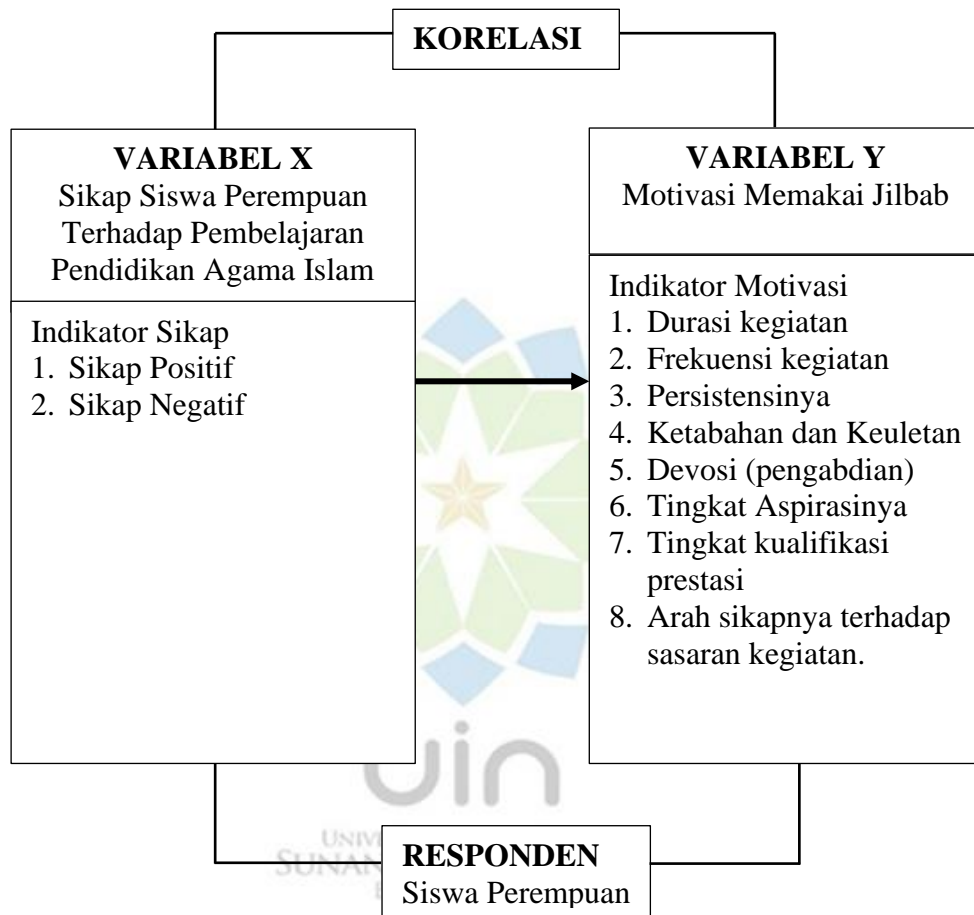 KORELASI
VARIABEL X
Sikap Siswa Perempuan
Terhadap Pembelajaran
Pendidikan Agama Islam
Indikator Sikap
1. Sikap Positif
2. Sikap Negatif
VARIABEL Y
Motivasi Memakai Jilbab
Indikator Motivasi
1. Durasi kegiatan
2. Frekuensi kegiatan
3. Persistensinya
4. Ketabahan dan Keuletan
5. Devosi (pengabdian)
6. Tingkat Aspirasinya
7. Tingkat kualifikasi
prestasi
8. Arah sikapnya terhadap
sasaran kegiatan.
uin
RESPONDEN
Siswa Perempuan